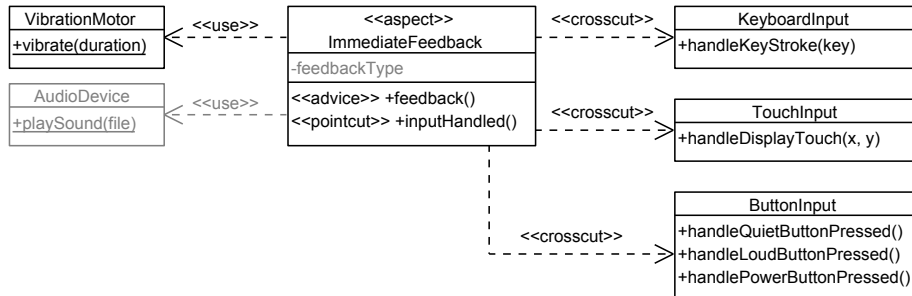 VibrationMotor
+vibrate(duration)
AudioDevice
+playSound(file)
<<use>>
<<use>>
<<aspect>>
ImmediateFeedback
-feedbackType
<<advice>> +feedback()
<<pointcut>> +inputHandled()
<<crosscut>>
<<crosscut>>
<<crosscut>>
KeyboardInput
+handleKeyStroke(key)
TouchInput
+handleDisplayTouch(x, y)
ButtonInput
+handleQuietButtonPressed()
+handleLoudButtonPressed()
+handlePowerButtonPressed()